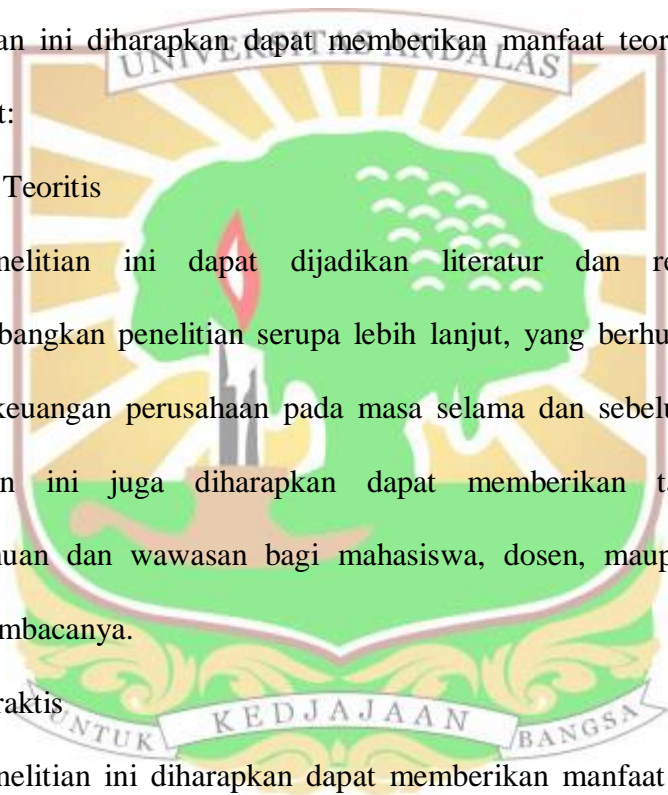 an ini diharapkan dapat memberikan manfaat teor
UNIVERSITAS ANDALAS
t:
Teoritis
nelitian ini dapat dijadikan literatur dan re
bangkan penelitian serupa lebih lanjut, yang berhu
keuangan perusahaan pada masa selama dan sebelu
n ini juga diharapkan dapat memberikan ta
uan dan wawasan bagi mahasiswa, dosen, maup
mbacanya.
raktis
UNTUK KEDJAJAAN BANGSA
nelitian ini diharapkan dapat memberikan manfaat